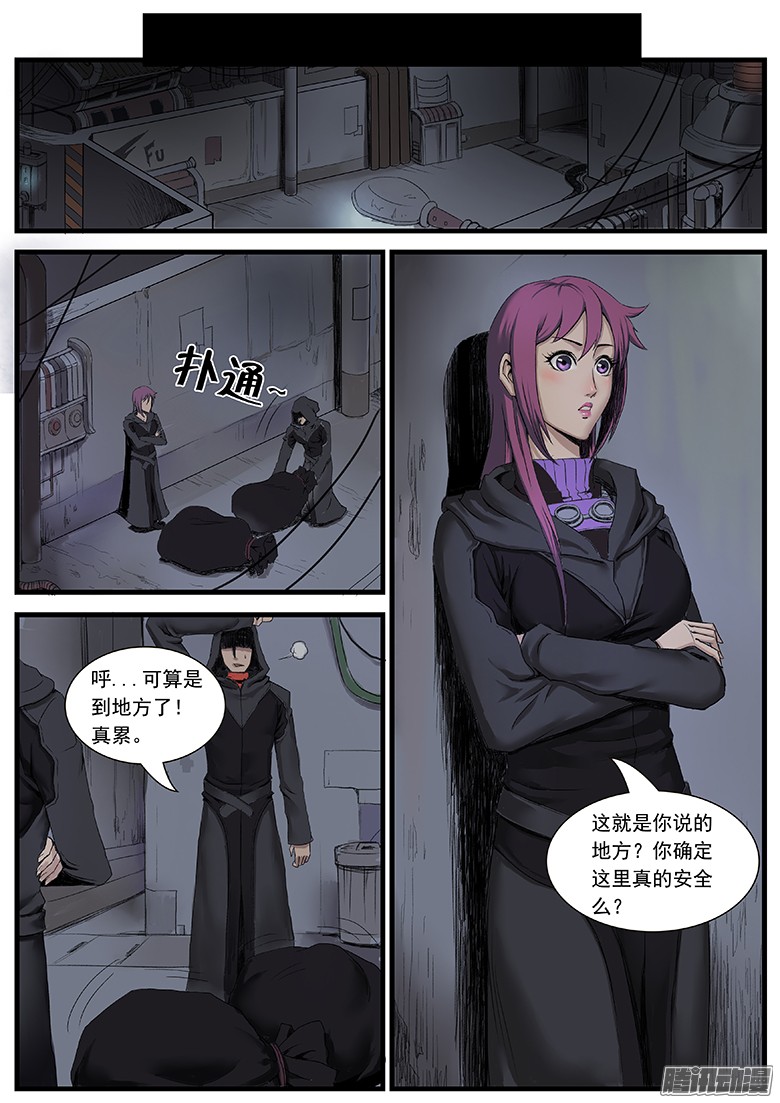 Fu
扑通~
呼...可算是
到地方了！
真累。
这就是你说的
地方？你确定
这里真的安全
么？
腾讯动漫